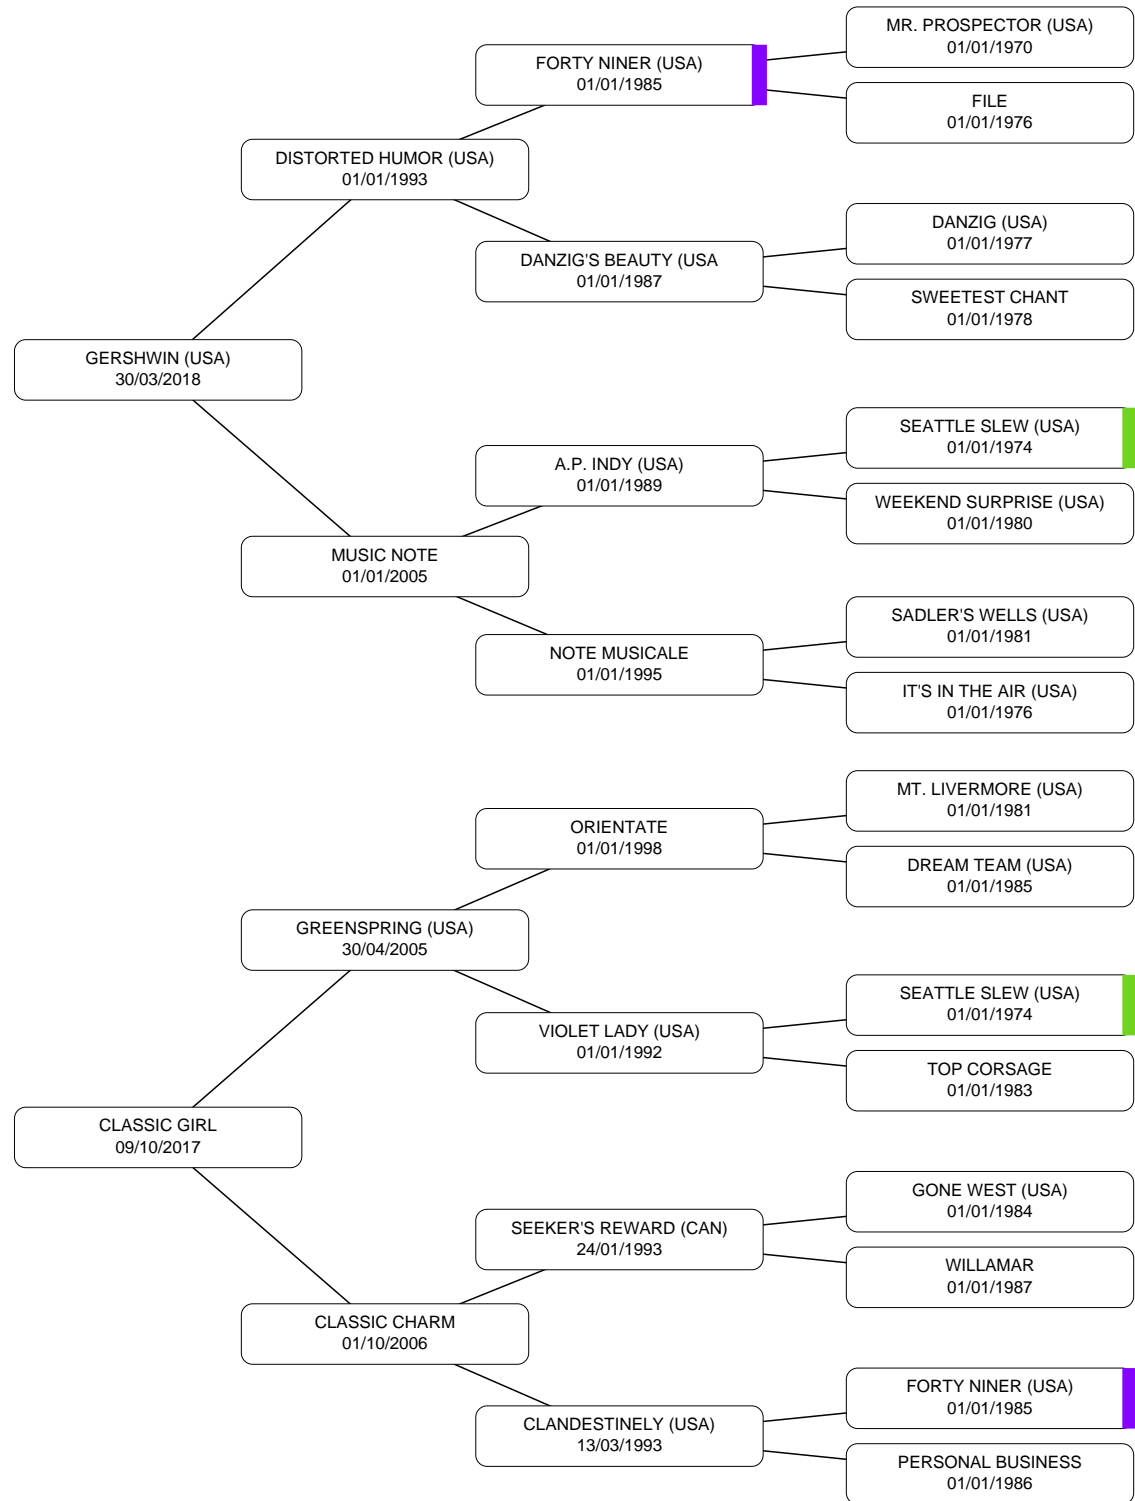 MR. PROSPECTOR (USA)
01/01/1970
FORTY NINER (USA)
01/01/1985
FILE
01/01/1976
DISTORTED HUMOR (USA)
01/01/1993
DANZIG (USA)
01/01/1977
DANZIG'S BEAUTY (USA
01/01/1987
SWEETEST CHANT
01/01/1978
GERSHWIN (USA)
30/03/2018
SEATTLE SLEW (USA)
01/01/1974
A.P. INDY (USA)
01/01/1989
WEEKEND SURPRISE (USA)
01/01/1980
MUSIC NOTE
01/01/2005
SADLER'S WELLS (USA)
01/01/1981
NOTE MUSICALE
01/01/1995
IT'S IN THE AIR (USA)
01/01/1976
MT. LIVERMORE (USA)
01/01/1981
ORIENTATE
01/01/1998
DREAM TEAM (USA)
01/01/1985
GREENSPRING (USA)
30/04/2005
SEATTLE SLEW (USA)
01/01/1974
VIOLET LADY (USA)
01/01/1992
TOP CORSAGE
01/01/1983
CLASSIC GIRL
09/10/2017
GONE WEST (USA)
01/01/1984
SEEKER'S REWARD (CAN)
24/01/1993
WILLAMAR
01/01/1987
CLASSIC CHARM
01/10/2006
FORTY NINER (USA)
01/01/1985
CLANDESTINELY (USA)
13/03/1993
PERSONAL BUSINESS
01/01/1986